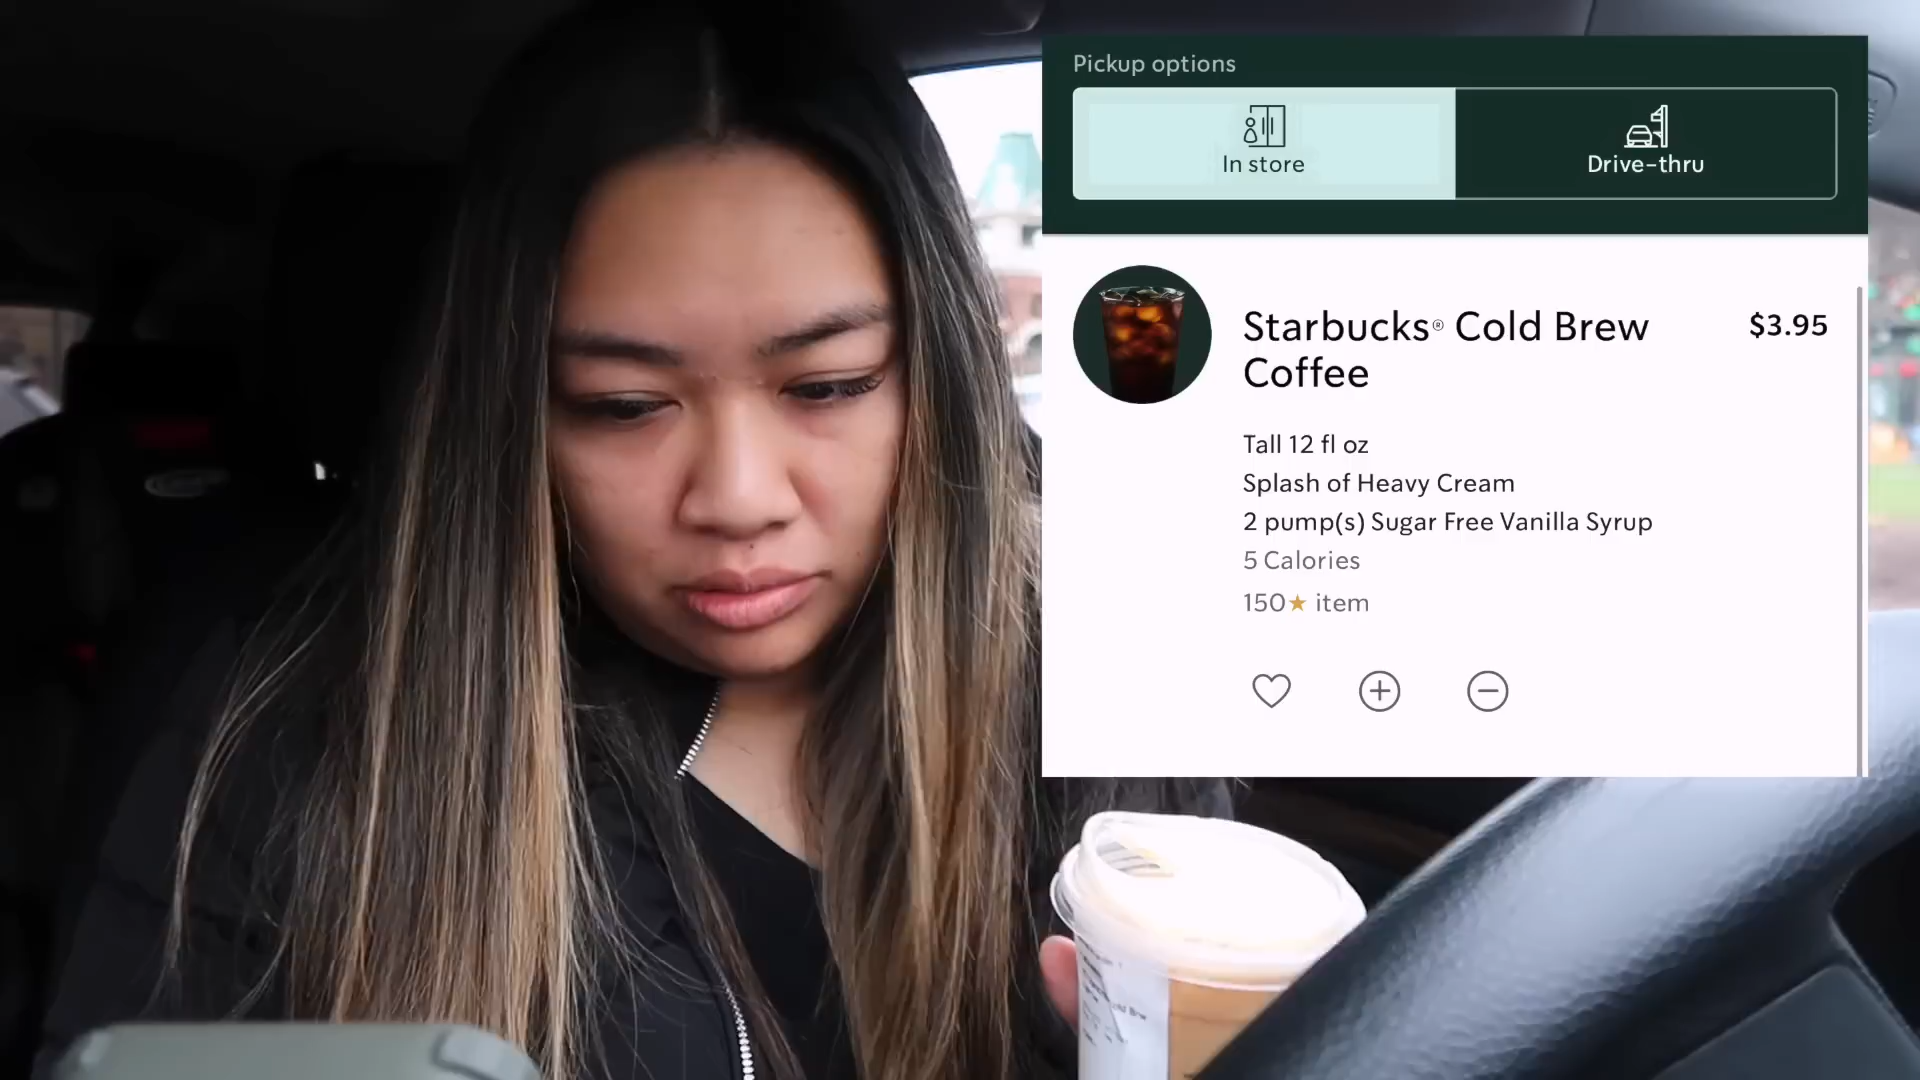 Pickup options
In store
Drive-thru
Starbucks® Cold Brew
Coffee
$3.95
Tall 12 fl oz
Splash of Heavy Cream
2 pump(s) Sugar Free Vanilla Syrup
5 Calories
150★ item